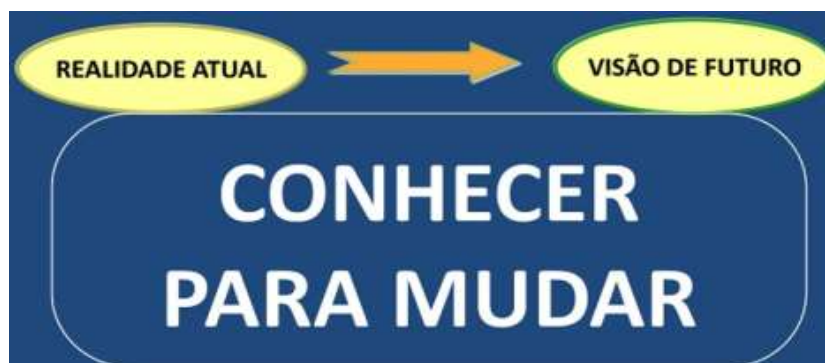 REALIDADE ATUAL
VISÃO DE FUTURO
CONHECER
PARA MUDAR